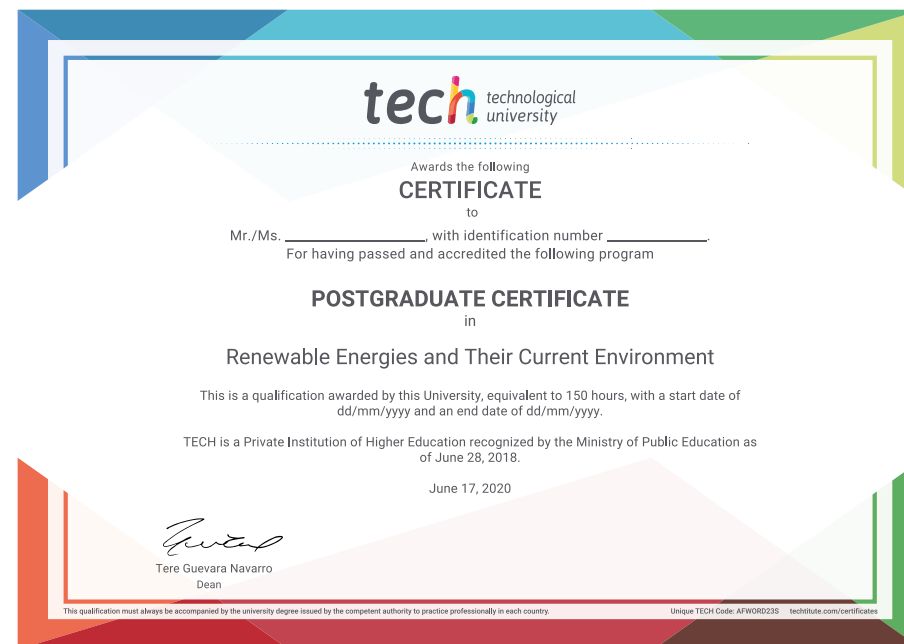 tech technological
university
Awards the following
CERTIFICATE
to
Mr./Ms. ____________________, with identification number ______________.
For having passed and accredited the following program
POSTGRADUATE CERTIFICATE
in
Renewable Energies and Their Current Environment
This is a qualification awarded by this University, equivalent to 150 hours, with a start date of
dd/mm/yyyy and an end date of dd/mm/yyyy.
TECH is a Private Institution of Higher Education recognized by the Ministry of Public Education as
of June 28, 2018.
June 17, 2020
Tere Guevara Navarro
Dean
This qualification must always be accompanied by the university degree issued by the competent authority to practice professionally in each country.
Unique TECH Code: AFWORD23S techtitute.com/certificates